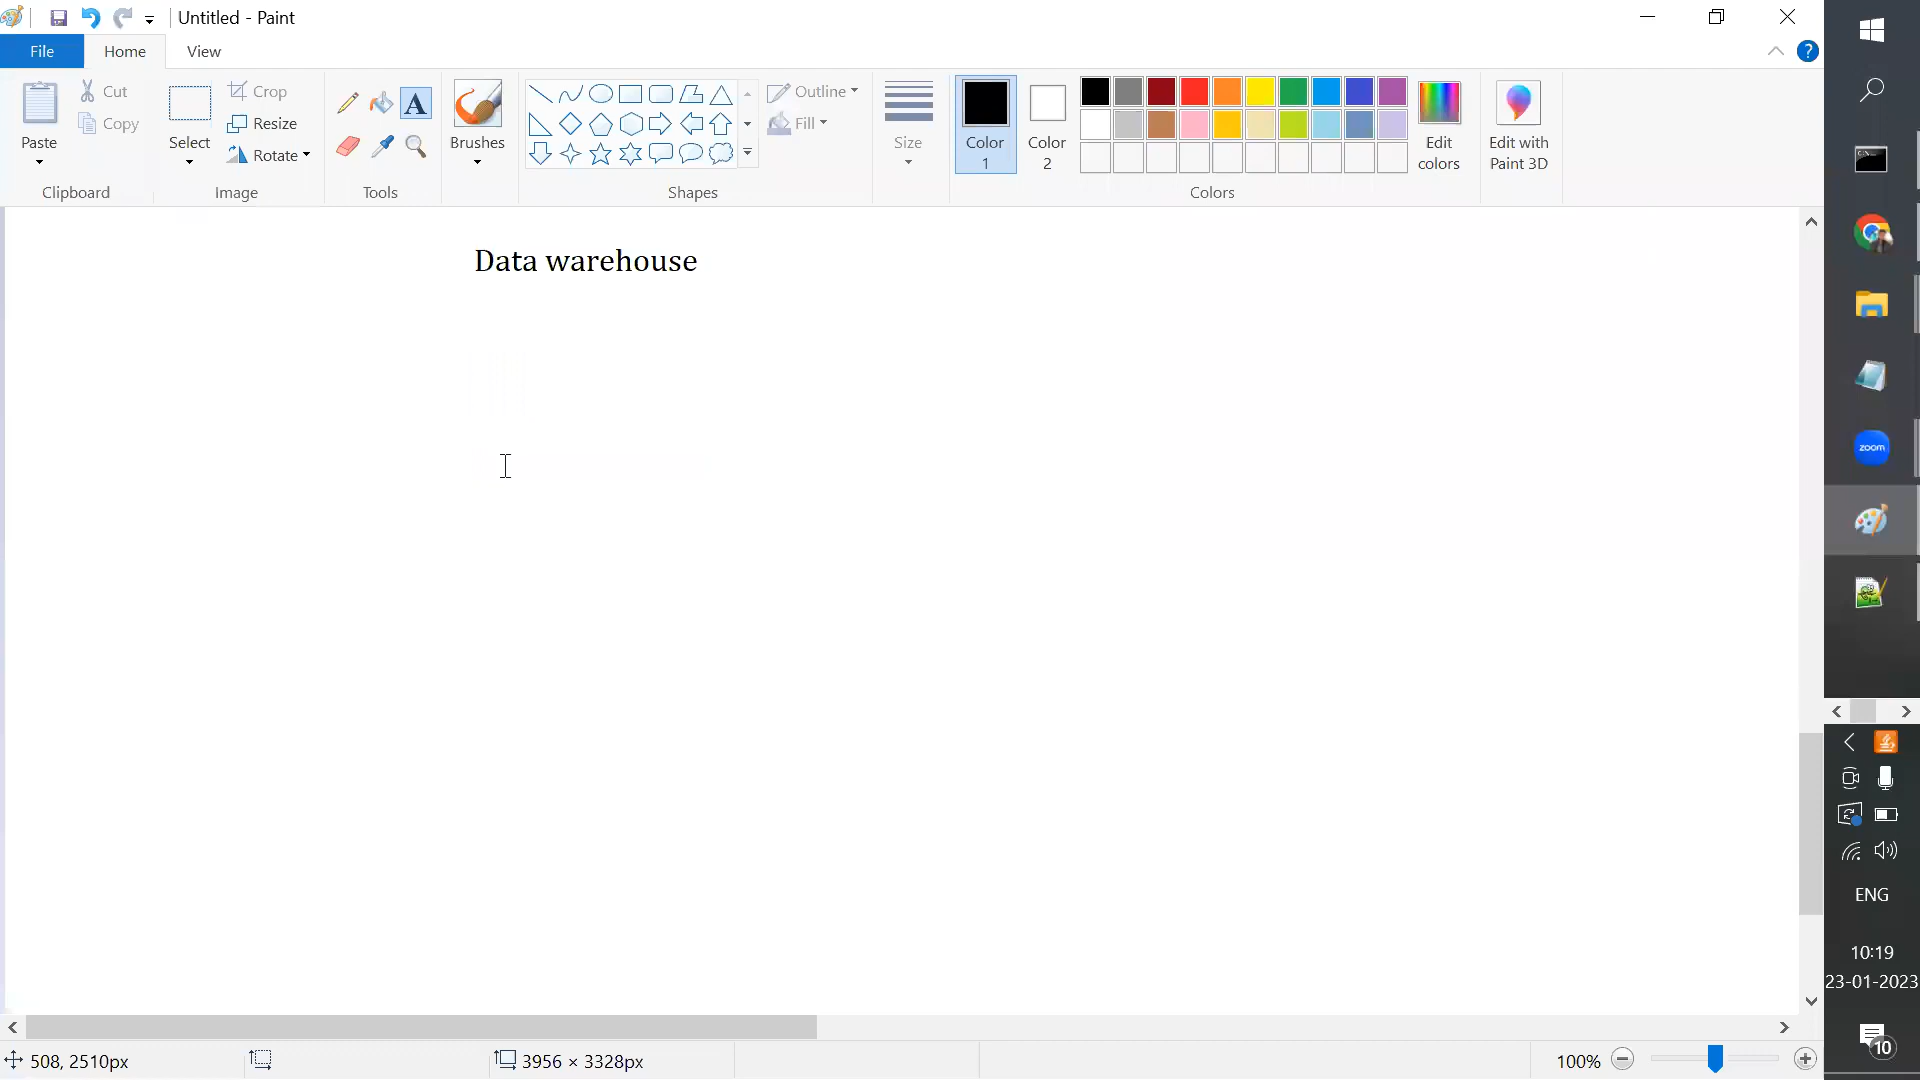 Untitled - Paint
File
Home
View
Paste
Cut
Copy
Clipboard
Select
Crop
Resize
Rotate
Image
A
Tools
Brushes
Shapes
Outline
Fill
Size
Color
1
Color
2
Colors
Edit
colors
Edit with
Paint 3D
?
Data warehouse
zoom
ENG
10:19
23-01-2023
10
508, 2510px
3956 × 3328px
100%